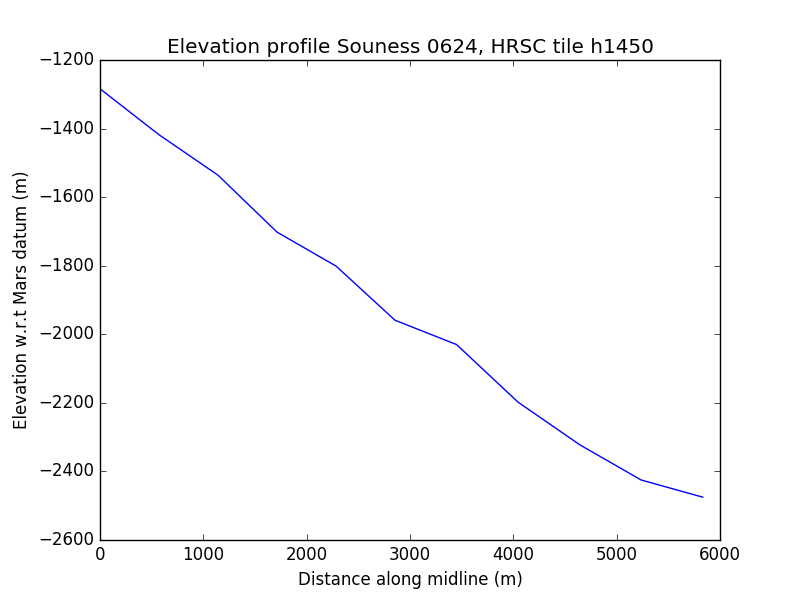 Elevation profile Souness 0624, HRSC tile h1450
Elevation w.r.t Mars datum (m)
−1200
−1400
−1600
−1800
−2000
−2200
−2400
−2600
0 1000 2000 3000 4000 5000 6000
Distance along midline (m)